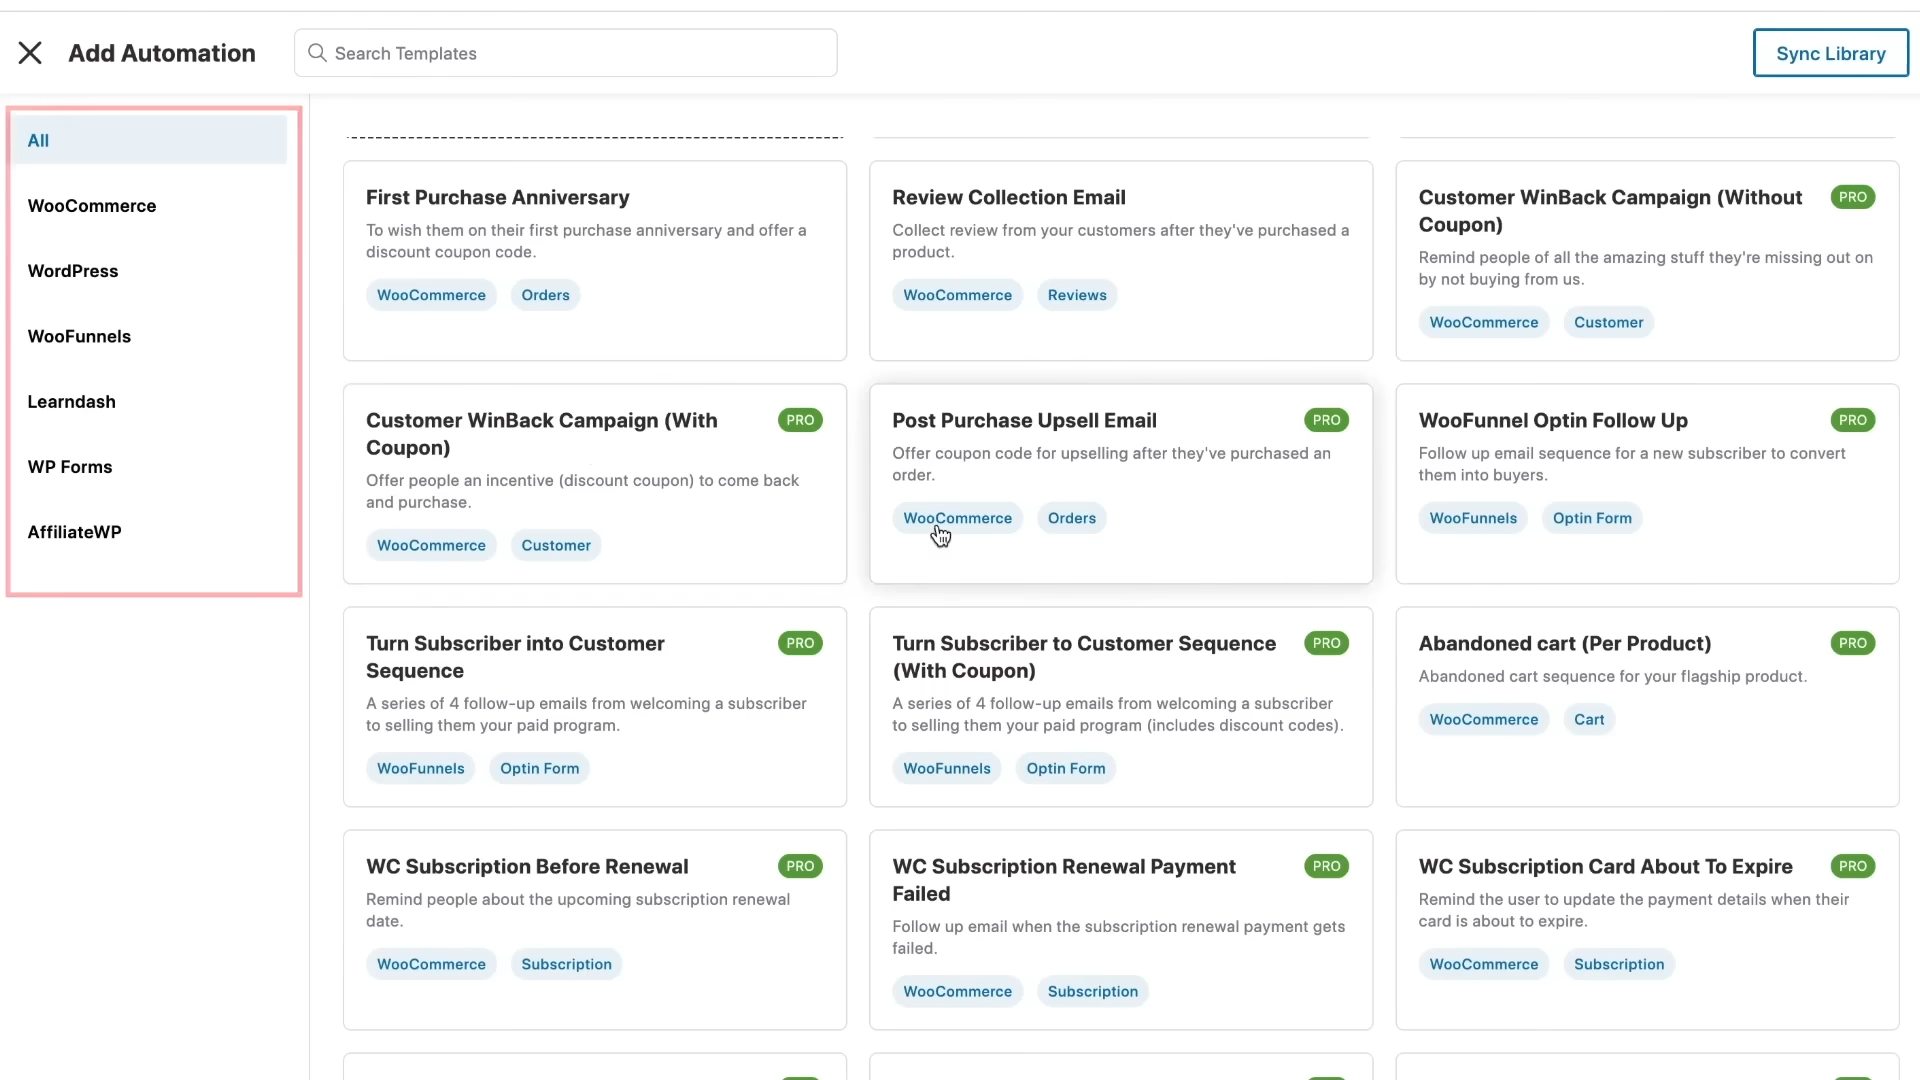 Add Automation
Search Templates
Sync Library
All
WooCommerce
WordPress
WooFunnels
Learndash
WP Forms
AffiliateWP
First Purchase Anniversary
To wish them on their first purchase anniversary and offer a
discount coupon code.
WooCommerce Orders
Review Collection Email
Collect review from your customers after they've purchased a
product.
WooCommerce Reviews
Customer WinBack Campaign (Without PRO
Coupon)
Remind people of all the amazing stuff they're missing out on
by not buying from us.
WooCommerce Customer
Customer WinBack Campaign (With PRO
Coupon)
Offer people an incentive (discount coupon) to come back
and purchase.
WooCommerce Customer
Post Purchase Upsell Email PRO
Offer coupon code for upselling after they've purchased an
order.
WooCommerce Orders
WooFunnel Optin Follow Up PRO
Follow up email sequence for a new subscriber to convert
them into buyers.
WooFunnels Optin Form
Turn Subscriber into Customer PRO
Sequence
A series of 4 follow-up emails from welcoming a subscriber
to selling them your paid program.
WooFunnels Optin Form
Turn Subscriber to Customer Sequence PRO
(With Coupon)
A series of 4 follow-up emails from welcoming a subscriber
to selling them your paid program (includes discount codes).
WooFunnels Optin Form
Abandoned cart (Per Product) PRO
Abandoned cart sequence for your flagship product.
WooCommerce Cart
WC Subscription Before Renewal PRO
Remind people about the upcoming subscription renewal
date.
WooCommerce Subscription
WC Subscription Renewal Payment PRO
Failed
Follow up email when the subscription renewal payment gets
failed.
WooCommerce Subscription
WC Subscription Card About To Expire PRO
Remind the user to update the payment details when their
card is about to expire.
WooCommerce Subscription